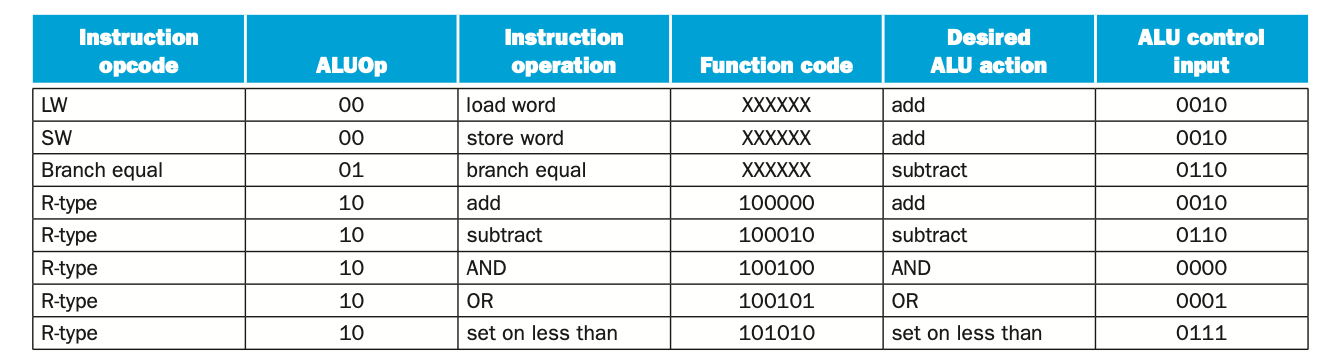 Instruction opcode ALUOp Instruction operation Function code Desired ALU action ALU control input
LW 00 load word XXXXXX add 0010
SW 00 store word XXXXXX add 0010
Branch equal 01 branch equal XXXXXX subtract 0110
R-type 10 add 100000 add 0010
R-type 10 subtract 100010 subtract 0110
R-type 10 AND 100100 AND 0000
R-type 10 OR 100101 OR 0001
R-type 10 set on less than 101010 set on less than 0111